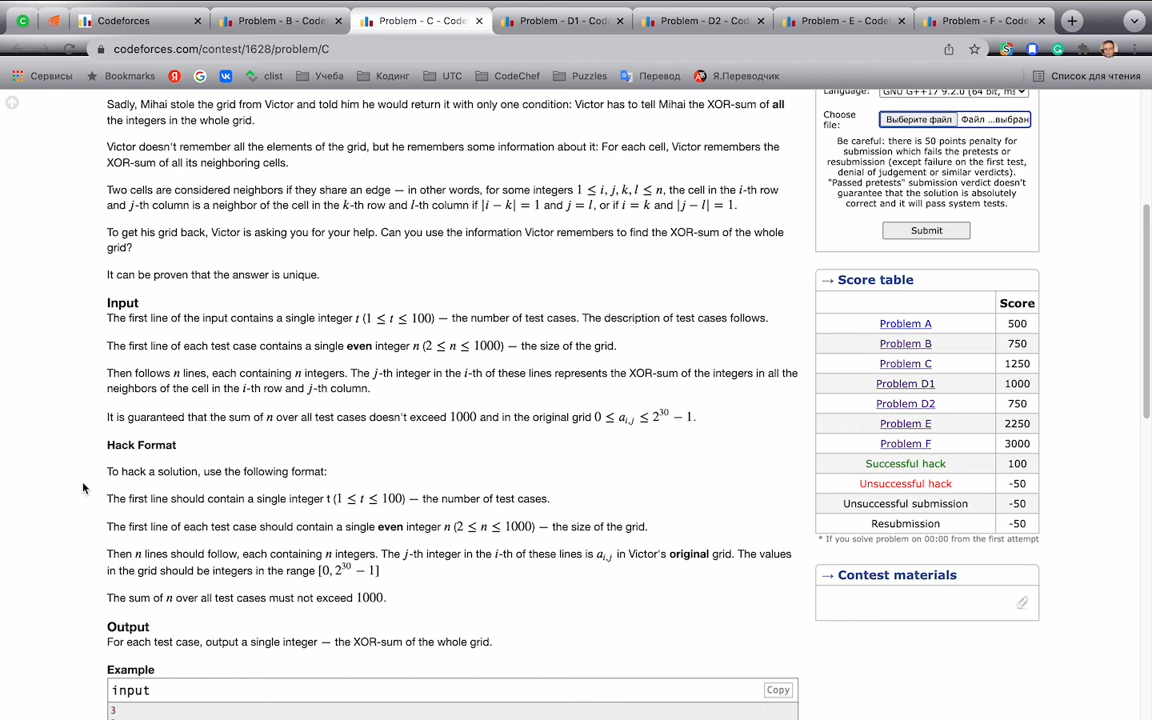 Codeforces
Problem - B - Code
Problem - C - Code
Problem - D1 - Cod
Problem - D2 - Cod
Problem - E - Codef
Problem - F - Codef
codeforces.com/contest/1628/problem/C
Сервисы
Bookmarks
clist
Учеба
Кодинг
UTC
CodeChef
Puzzles
Перевод
Я.Переводчик
Список для чтения
Sadly, Mihai stole the grid from Victor and told him he would return it with only one condition: Victor has to tell Mihai the XOR-sum of all
the integers in the whole grid.
Victor doesn't remember all the elements of the grid, but he remembers some information about it: For each cell, Victor remembers the
XOR-sum of all its neighboring cells.
Two cells are considered neighbors if they share an edge — in other words, for some integers 1 ≤ i, j, k, l ≤ n, the cell in the i-th row
and j-th column is a neighbor of the cell in the k-th row and l-th column if |i − k| = 1 and j = l, or if i = k and |j − l| = 1.
To get his grid back, Victor is asking you for your help. Can you use the information Victor remembers to find the XOR-sum of the whole
grid?
It can be proven that the answer is unique.
Input
The first line of the input contains a single integer t (1 ≤ t ≤ 100) — the number of test cases. The description of test cases follows.
The first line of each test case contains a single even integer n (2 ≤ n ≤ 1000) — the size of the grid.
Then follows n lines, each containing n integers. The j-th integer in the i-th of these lines represents the XOR-sum of the integers in all the
neighbors of the cell in the i-th row and j-th column.
It is guaranteed that the sum of n over all test cases doesn't exceed 1000 and in the original grid 0 ≤ a_{i,j} ≤ 2^{30} − 1.
Hack Format
To hack a solution, use the following format:
The first line should contain a single integer t (1 ≤ t ≤ 100) — the number of test cases.
The first line of each test case should contain a single even integer n (2 ≤ n ≤ 1000) — the size of the grid.
Then n lines should follow, each containing n integers. The j-th integer in the i-th of these lines is a_{i,j} in Victor's original grid. The values
in the grid should be integers in the range [0, 2^{30} − 1]
The sum of n over all test cases must not exceed 1000.
Output
For each test case, output a single integer — the XOR-sum of the whole grid.
Example
input
Copy
3
Language:
GNU G++17 9.2.0 (64 bit, ms
Choose
file:
Выберите файл
Файл ...выбран
Be careful: there is 50 points penalty for
submission which fails the pretests or
resubmission (except failure on the first test,
denial of judgement or similar verdicts).
"Passed pretests" submission verdict doesn't
guarantee that the solution is absolutely
correct and it will pass system tests.
Submit
→ Score table
Score
Problem A 500
Problem B 750
Problem C 1250
Problem D1 1000
Problem D2 750
Problem E 2250
Problem F 3000
Successful hack 100
Unsuccessful hack -50
Unsuccessful submission -50
Resubmission -50
* If you solve problem on 00:00 from the first attempt
→ Contest materials